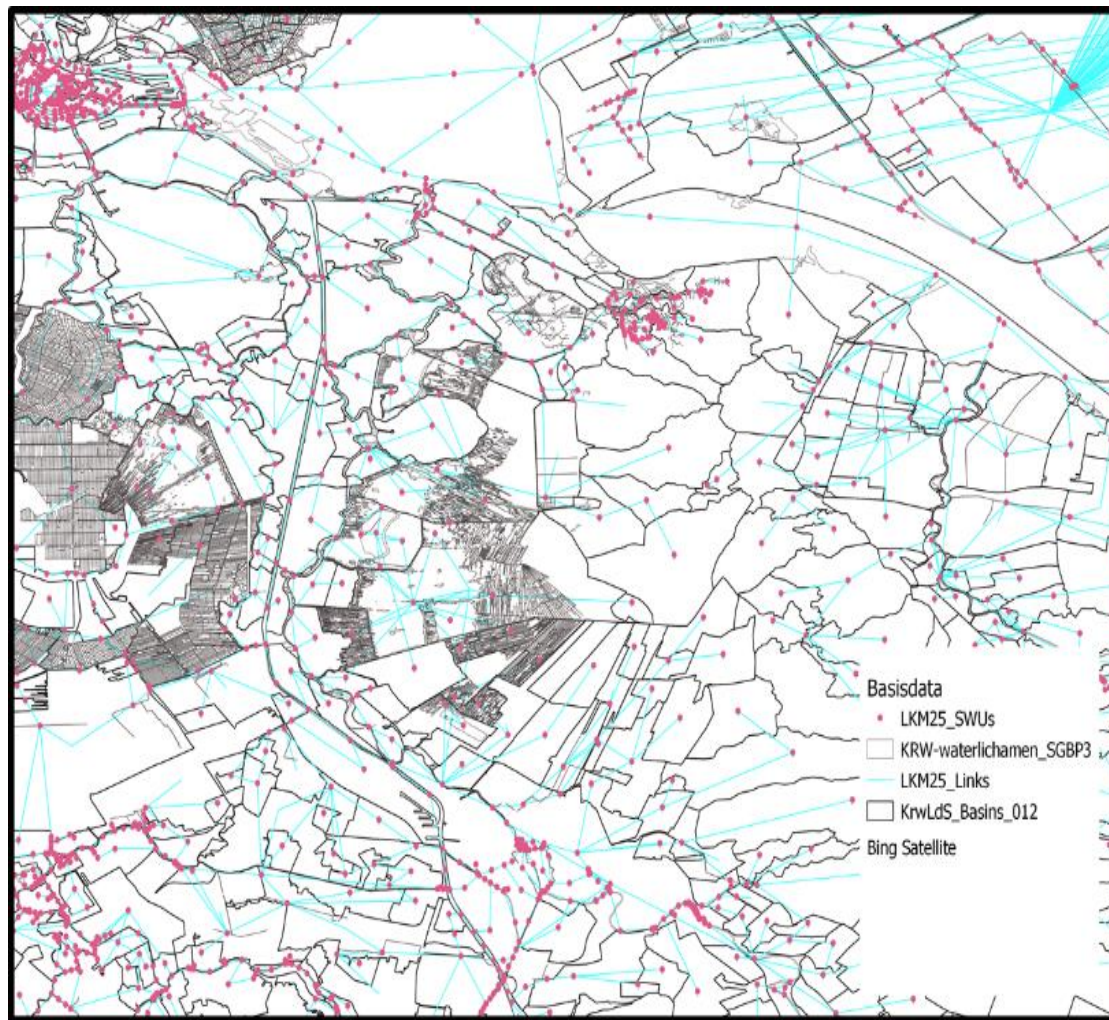 Basisdata
LKM25_SWUs
KRW-waterlichamen_SGBP3
LKM25_Links
KrwLdS_Basins_012
Bing Satellite